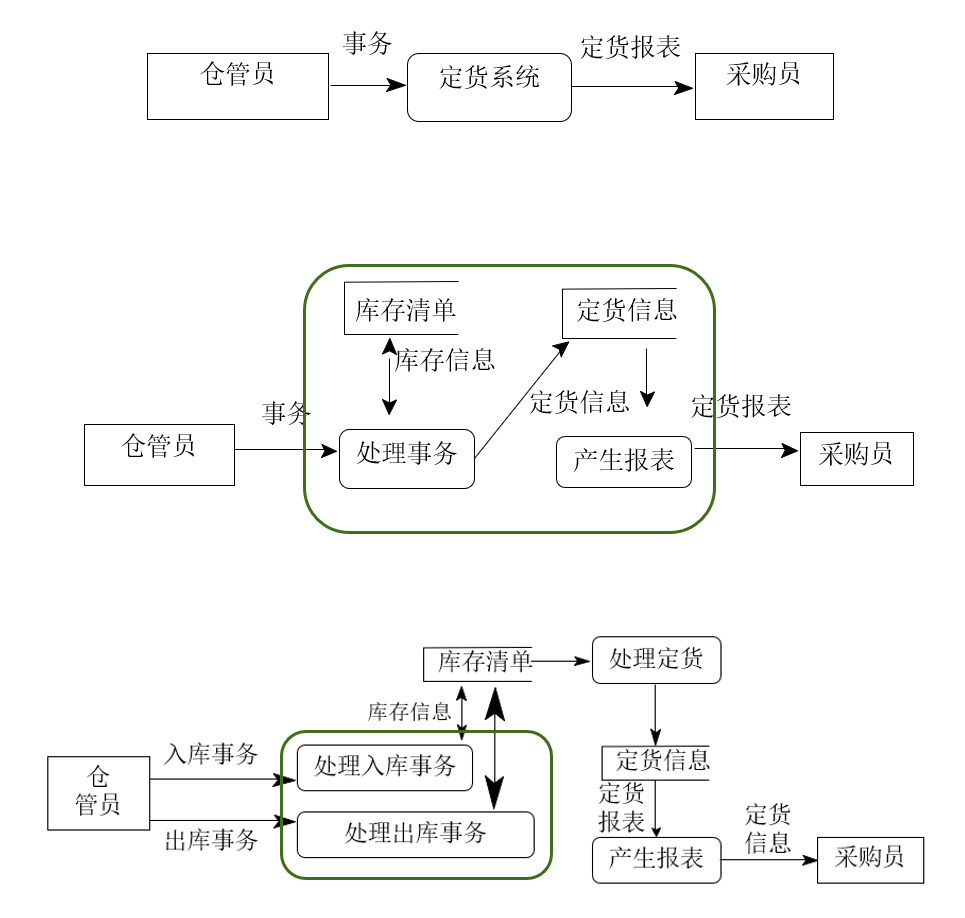 事务
定货报表
仓管员
定货系统
采购员
库存清单
定货信息
库存信息
定货信息
事务
定货报表
仓管员
处理事务
产生报表
采购员
库存清单
处理定货
库存信息
入库事务
处理入库事务
定货信息
仓
管员
定货
报表
出库事务
处理出库事务
定货
信息
产生报表
采购员